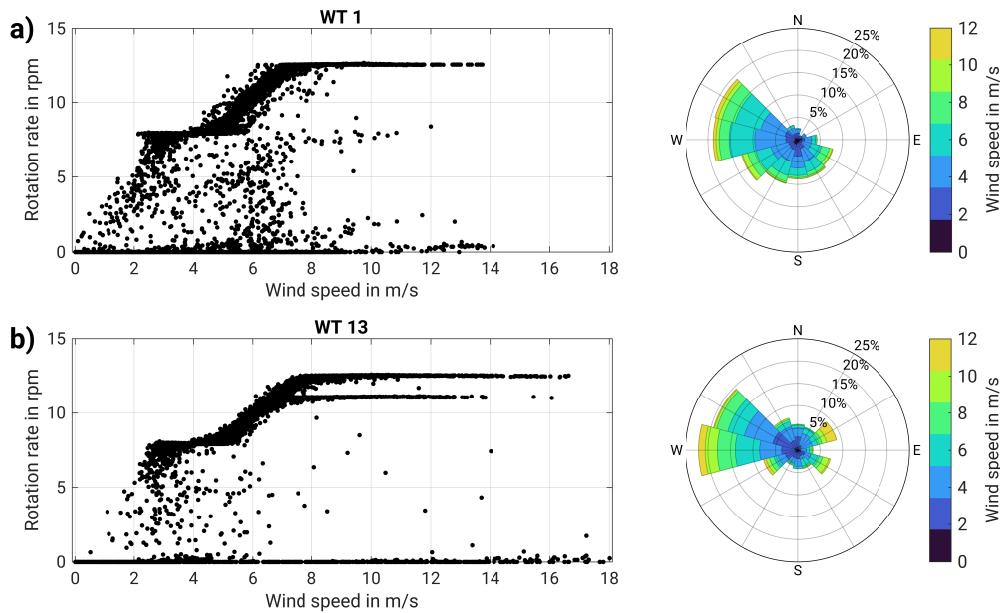 a)
WT 1
15
10
5
0
Rotation rate in rpm
0 2 4 6 8 10 12 14 16 18
Wind speed in m/s
N
25%
20%
15%
10%
5%
W
E
S
12
10
8
6
4
2
0
Wind speed in m/s
b)
WT 13
15
10
5
0
Rotation rate in rpm
0 2 4 6 8 10 12 14 16 18
Wind speed in m/s
N
25%
20%
15%
10%
5%
W
E
S
12
10
8
6
4
2
0
Wind speed in m/s